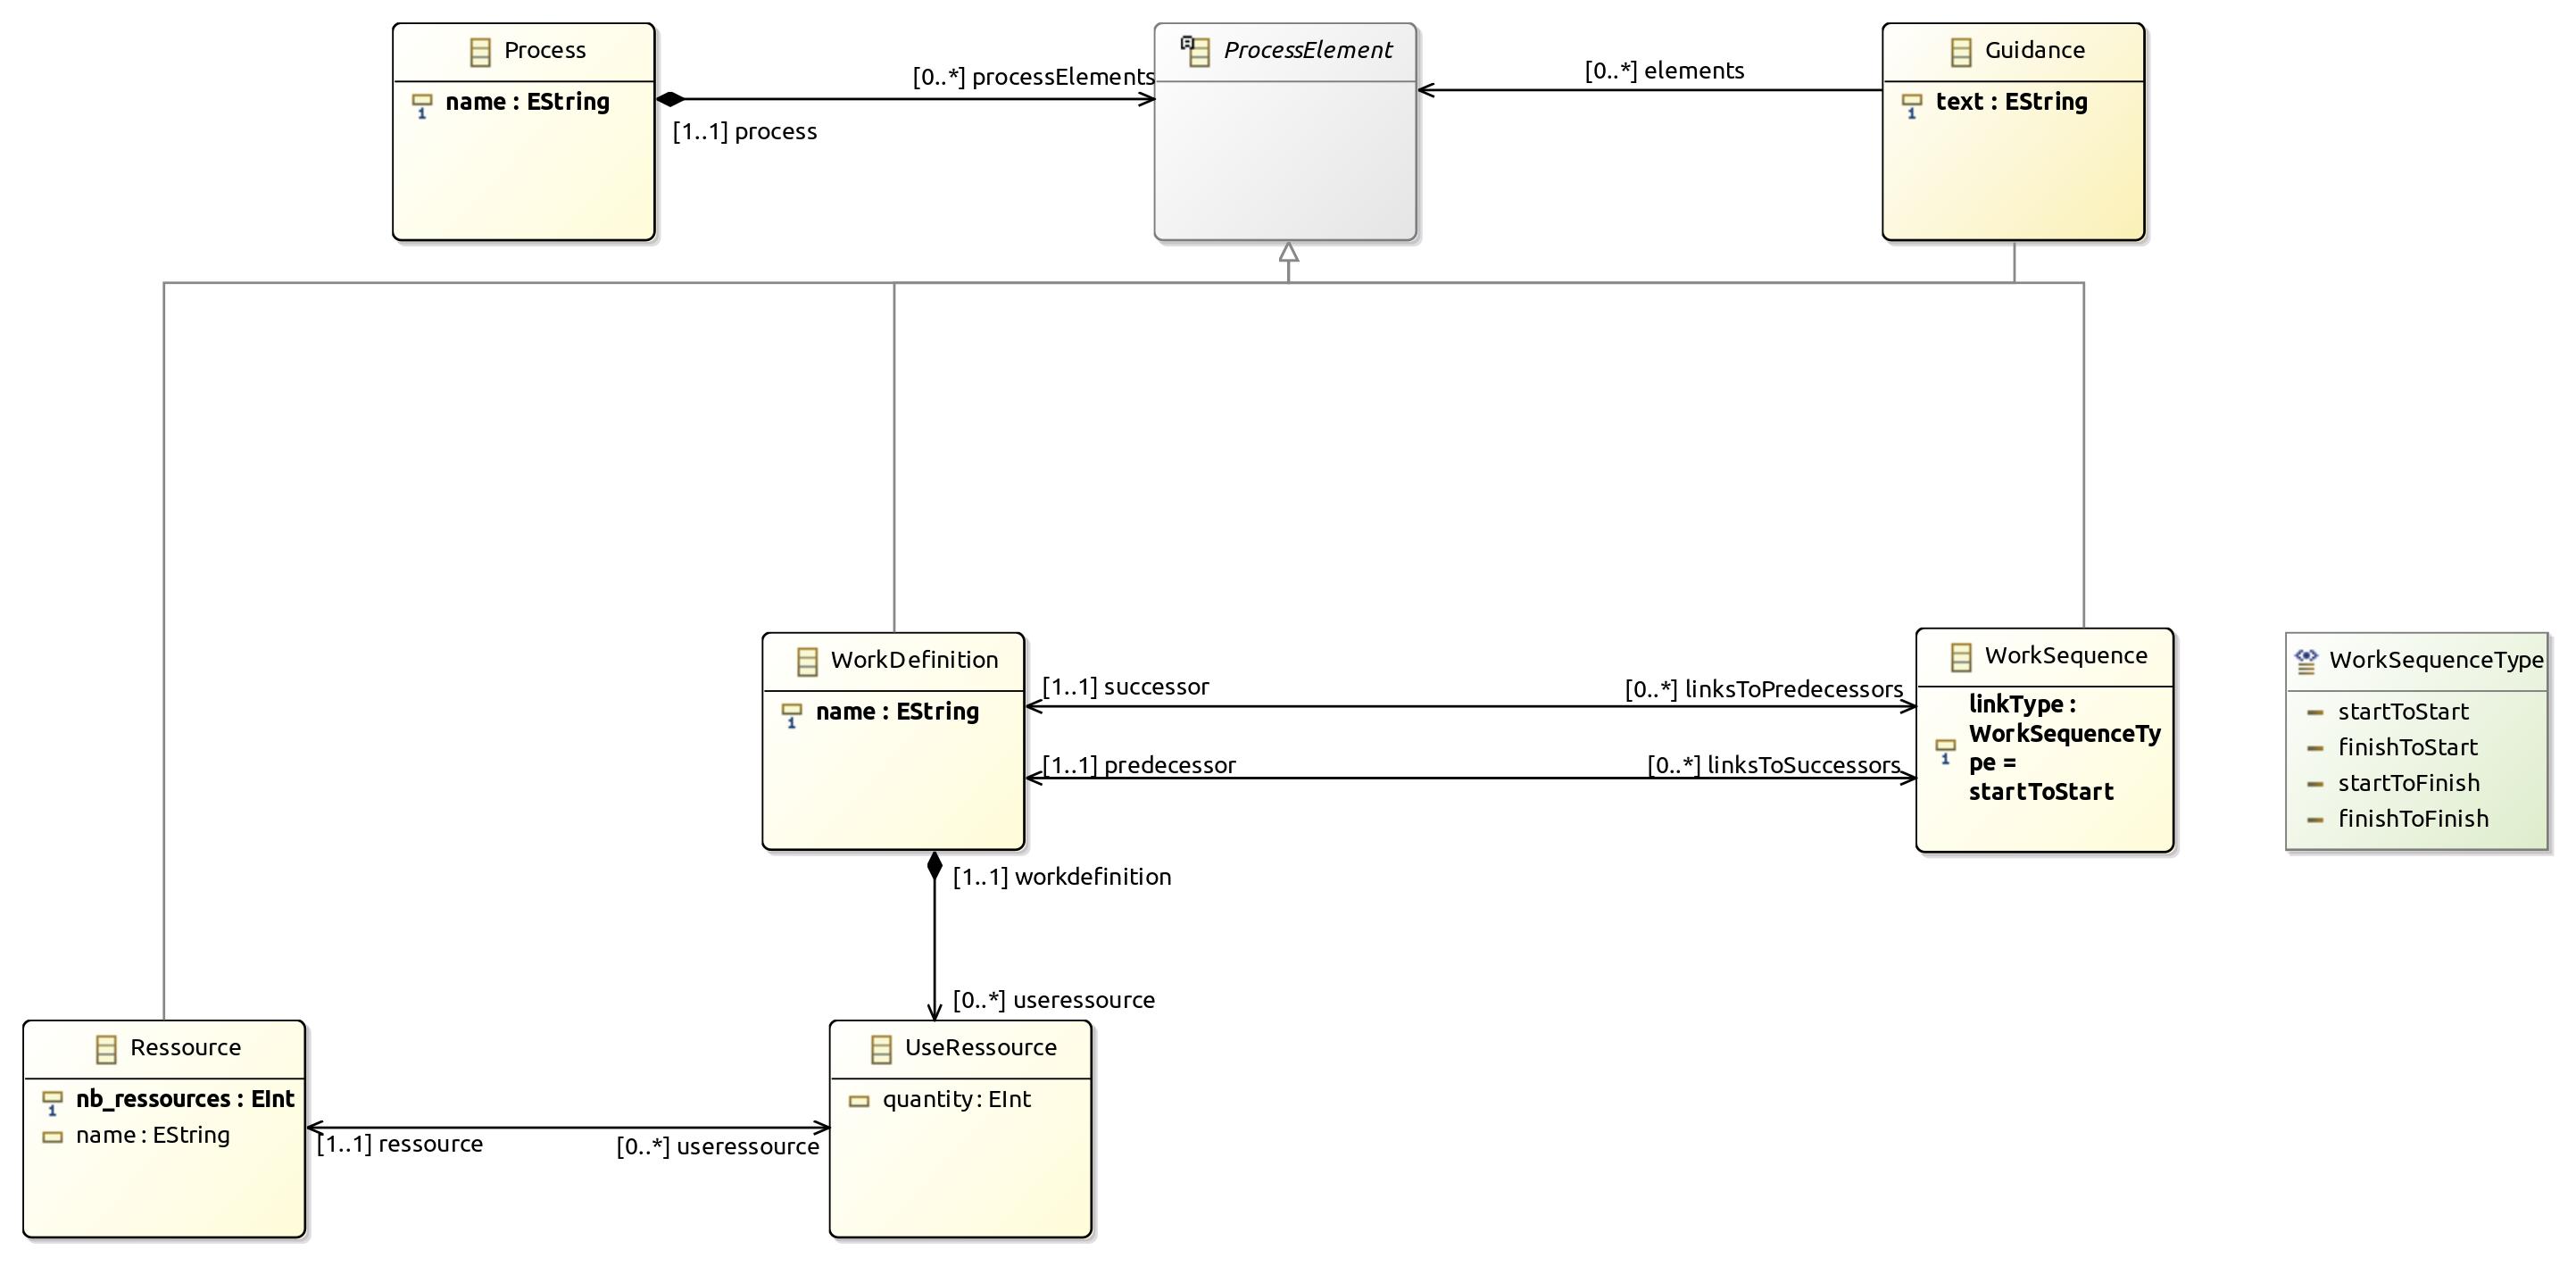 Process
name : EString
[0..*] processElements
[1..1] process
ProcessElement
[0..*] elements
Guidance
text : EString
WorkDefinition
name : EString
[1..1] successor
[0..*] linksToPredecessors
[1..1] predecessor
[0..*] linksToSuccessors
WorkSequence
linkType :
WorkSequenceTy
pe =
startToStart
WorkSequenceType
startToStart
finishToStart
startToFinish
finishToFinish
[1..1] workdefinition
[0..*] useressource
Ressource
nb_ressources : EInt
name : EString
[1..1] ressource
[0..*] useressource
UseRessource
quantity : EInt